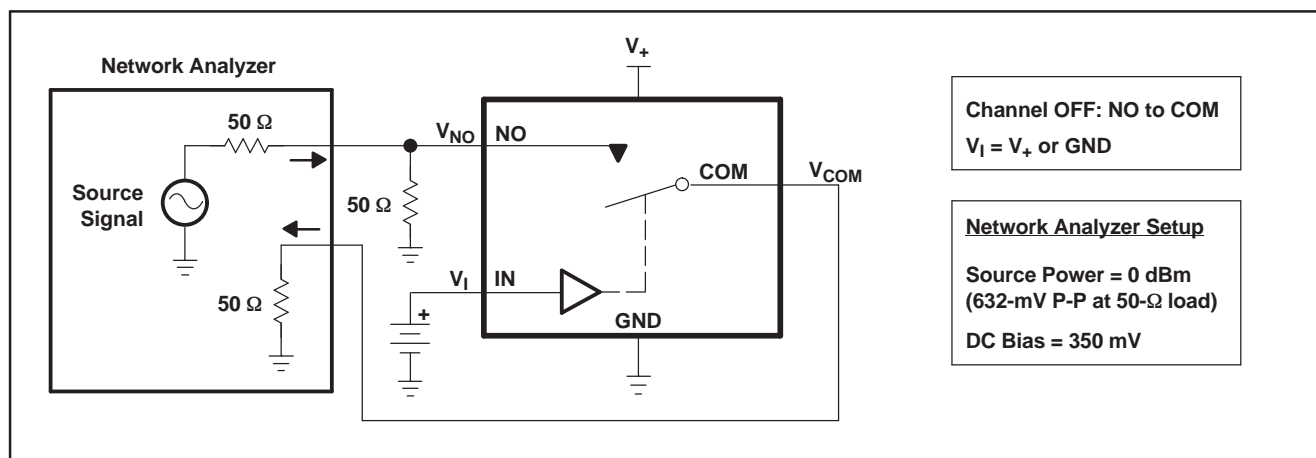 Network Analyzer
50 Ω
Source
Signal
50 Ω
V+
VNO
NO
50 Ω
COM
VCOM
VI
IN
+
GND
Channel OFF: NO to COM
VI = V+ or GND
Network Analyzer Setup
Source Power = 0 dBm
(632-mV P-P at 50-Ω load)
DC Bias = 350 mV